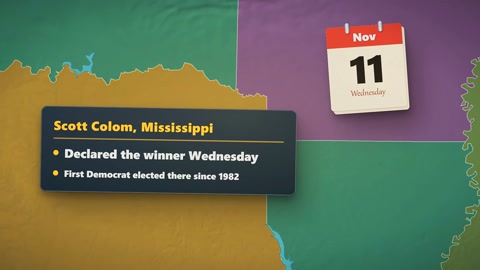 Nov
11
Wednesday
Scott Colom, Mississippi
Declared the winner Wednesday
First Democrat elected there since 1982